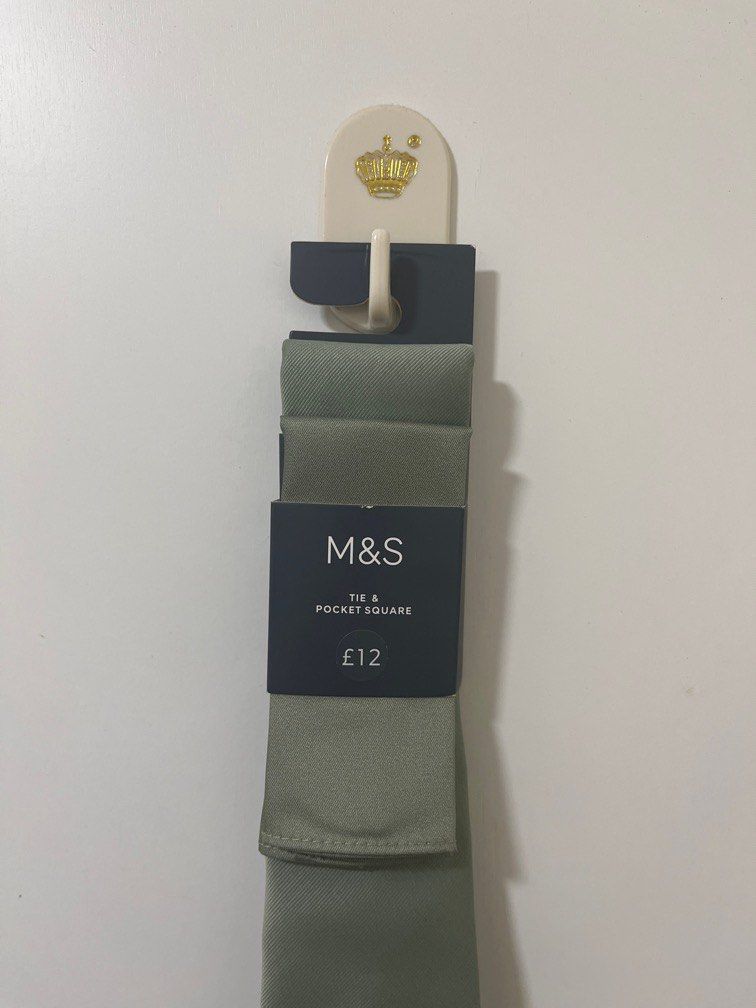 M&S
TIE &
POCKET SQUARE
£12